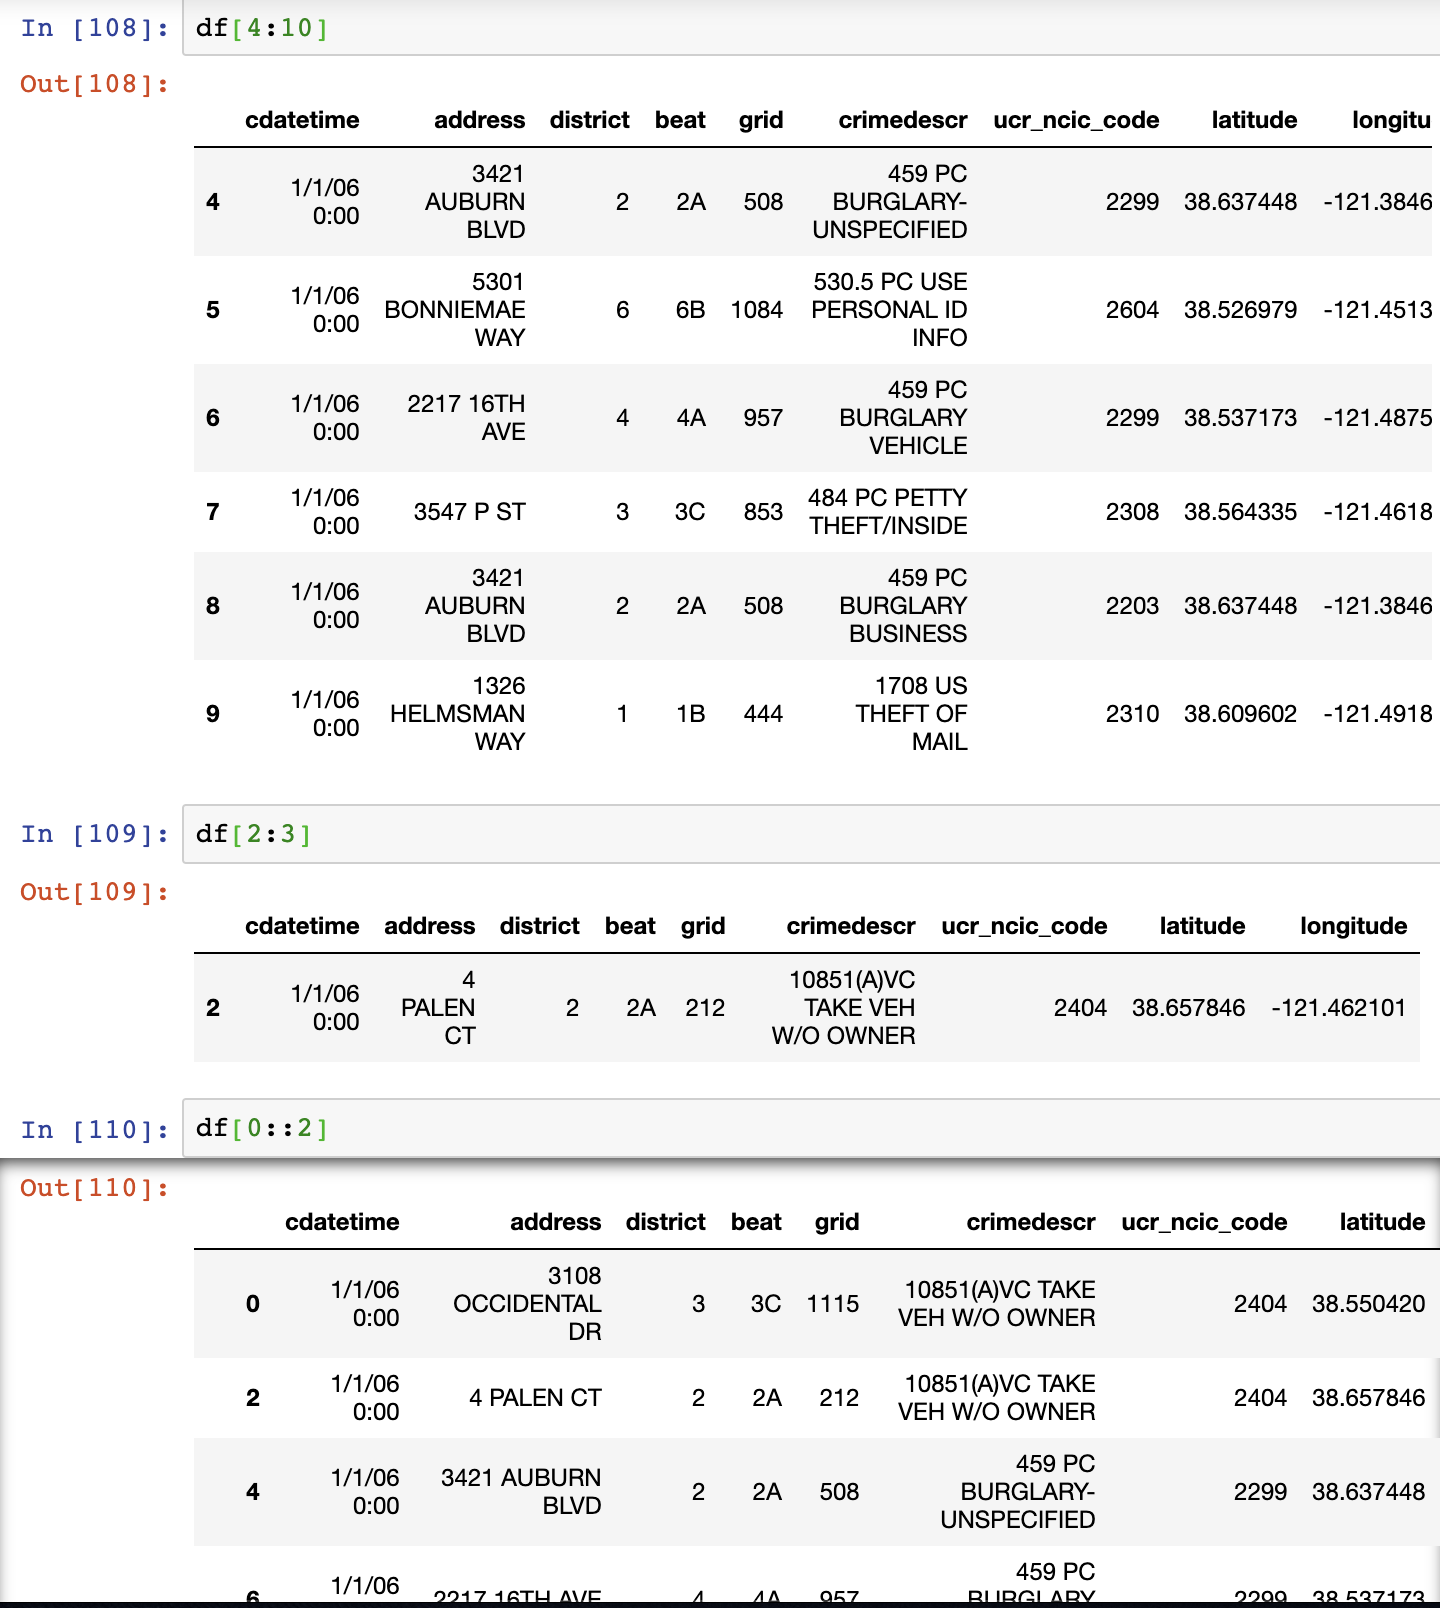 In [108]: df[4:10]
Out[108]:
cdatetime address district beat grid crimedescr ucr_ncic_code latitude longitu
4 1/1/06 0:00 3421 AUBURN BLVD 2 2A 508 459 PC BURGLARY-UNSPECIFIED 2299 38.637448 -121.3846
5 1/1/06 0:00 5301 BONNIEMAE WAY 6 6B 1084 530.5 PC USE PERSONAL ID INFO 2604 38.526979 -121.4513
6 1/1/06 0:00 2217 16TH AVE 4 4A 957 459 PC BURGLARY VEHICLE 2299 38.537173 -121.4875
7 1/1/06 0:00 3547 P ST 3 3C 853 484 PC PETTY THEFT/INSIDE 2308 38.564335 -121.4618
8 1/1/06 0:00 3421 AUBURN BLVD 2 2A 508 459 PC BURGLARY BUSINESS 2203 38.637448 -121.3846
9 1/1/06 0:00 1326 HELMSMAN WAY 1 1B 444 1708 US THEFT OF MAIL 2310 38.609602 -121.4918
In [109]: df[2:3]
Out[109]:
cdatetime address district beat grid crimedescr ucr_ncic_code latitude longitude
2 1/1/06 0:00 4 PALEN CT 2 2A 212 10851(A)VC TAKE VEH W/O OWNER 2404 38.657846 -121.462101
In [110]: df[0::2]
Out[110]:
cdatetime address district beat grid crimedescr ucr_ncic_code latitude
0 1/1/06 0:00 3108 OCCIDENTAL DR 3 3C 1115 10851(A)VC TAKE VEH W/O OWNER 2404 38.550420
2 1/1/06 0:00 4 PALEN CT 2 2A 212 10851(A)VC TAKE VEH W/O OWNER 2404 38.657846
4 1/1/06 0:00 3421 AUBURN BLVD 2 2A 508 459 PC BURGLARY-UNSPECIFIED 2299 38.637448
6 1/1/06 2217 16TH AVE 4 4A 957 459 PC BURGLARY 2299 38.537173